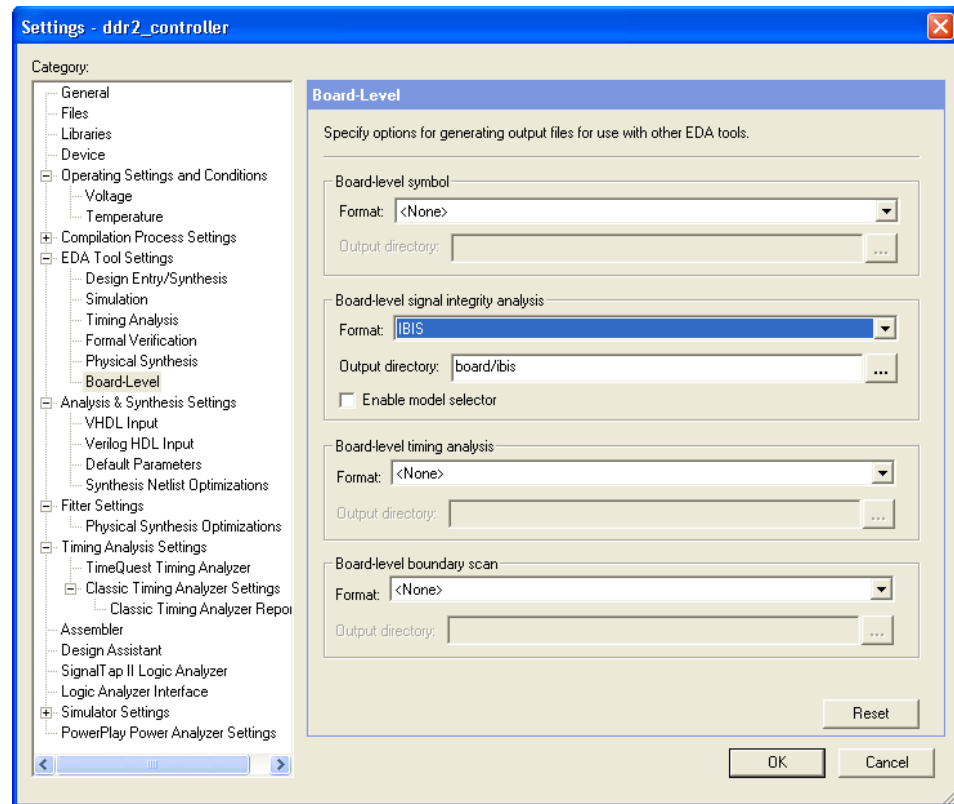 Settings - ddr2_controller
Category:
General
Files
Libraries
Device
Operating Settings and Conditions
Voltage
Temperature
Compilation Process Settings
EDA Tool Settings
Design Entry/Synthesis
Simulation
Timing Analysis
Formal Verification
Physical Synthesis
Board-Level
Analysis & Synthesis Settings
VHDL Input
Verilog HDL Input
Default Parameters
Synthesis Netlist Optimizations
Fitter Settings
Physical Synthesis Optimizations
Timing Analysis Settings
TimeQuest Timing Analyzer
Classic Timing Analyzer Settings
Classic Timing Analyzer Repor
Assembler
Design Assistant
SignalTap II Logic Analyzer
Logic Analyzer Interface
Simulator Settings
PowerPlay Power Analyzer Settings
Board-Level
Specify options for generating output files for use with other EDA tools.
Board-level symbol
Format: <None>
Output directory: ...
Board-level signal integrity analysis
Format: IBIS
Output directory: board/ibis ...
Enable model selector
Board-level timing analysis
Format: <None>
Output directory: ...
Board-level boundary scan
Format: <None>
Output directory: ...
Reset
OK Cancel